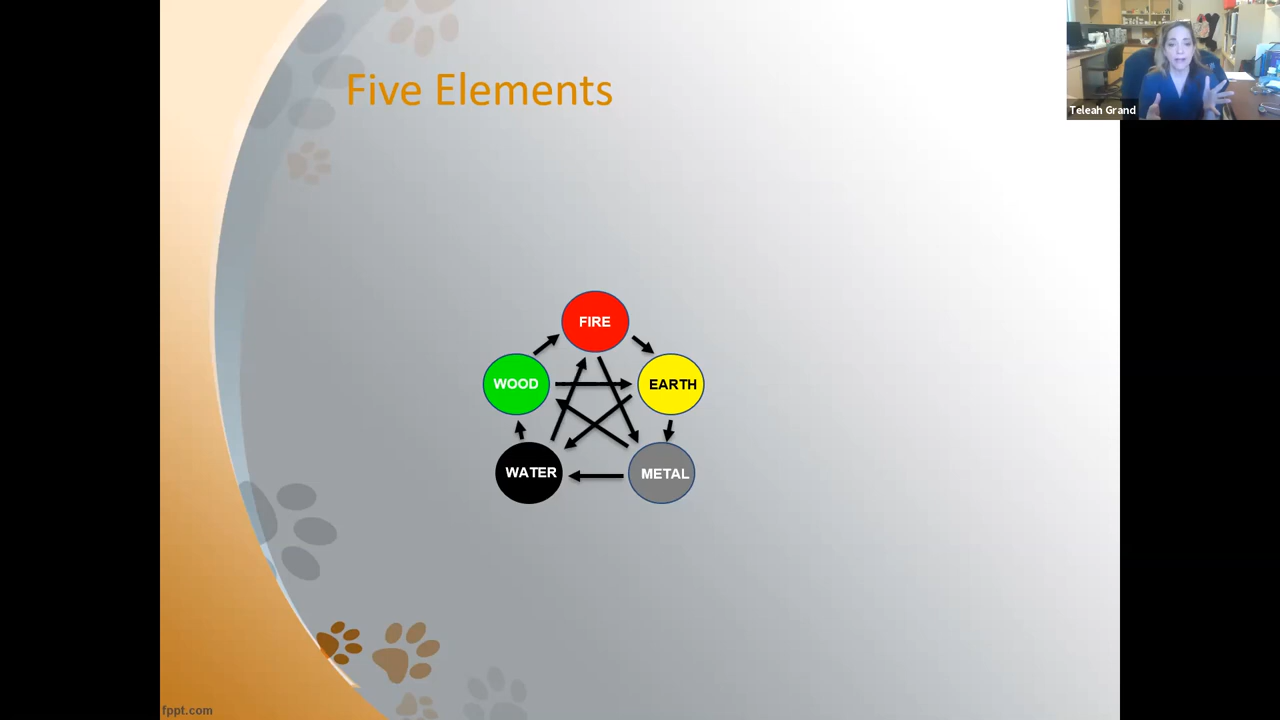 Five Elements
Teleah Grand
FIRE
WOOD
EARTH
WATER
METAL
fppt.com